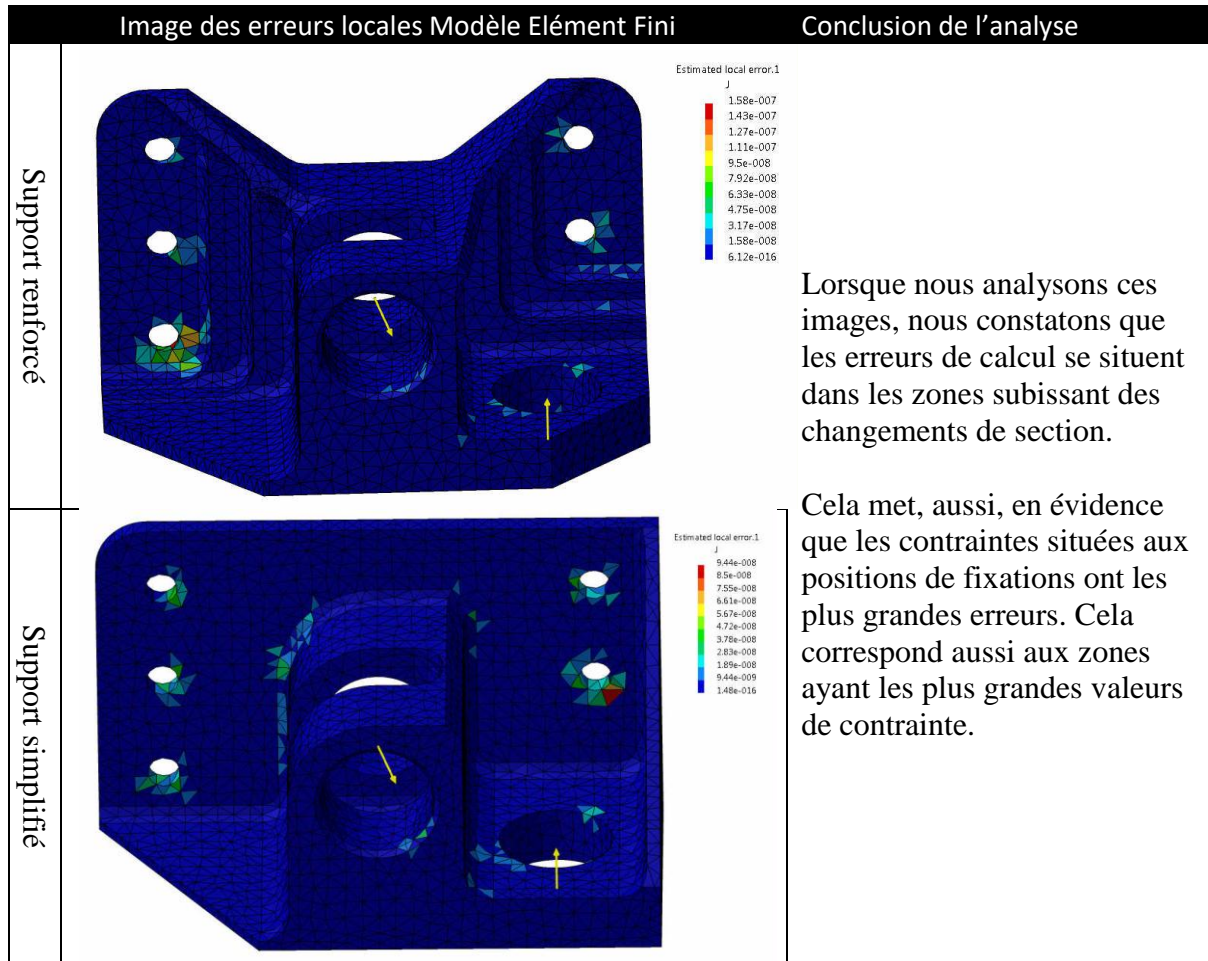 Image des erreurs locales Modèle Elément Fini
Conclusion de l'analyse
Support renforcé
Estimated local error.1
J
1.58e-007
1.43e-007
1.27e-007
1.11e-007
9.5e-008
7.92e-008
6.33e-008
4.75e-008
3.17e-008
1.58e-008
6.12e-016
Support simplifié
Estimated local error.1
J
9.44e-008
8.5e-008
7.55e-008
6.61e-008
5.67e-008
4.72e-008
3.78e-008
2.83e-008
1.89e-008
9.44e-009
1.48e-016
Lorsque nous analysons ces
images, nous constatons que
les erreurs de calcul se situent
dans les zones subissant des
changements de section.
Cela met, aussi, en évidence
que les contraintes situées aux
positions de fixations ont les
plus grandes erreurs. Cela
correspond aussi aux zones
ayant les plus grandes valeurs
de contrainte.